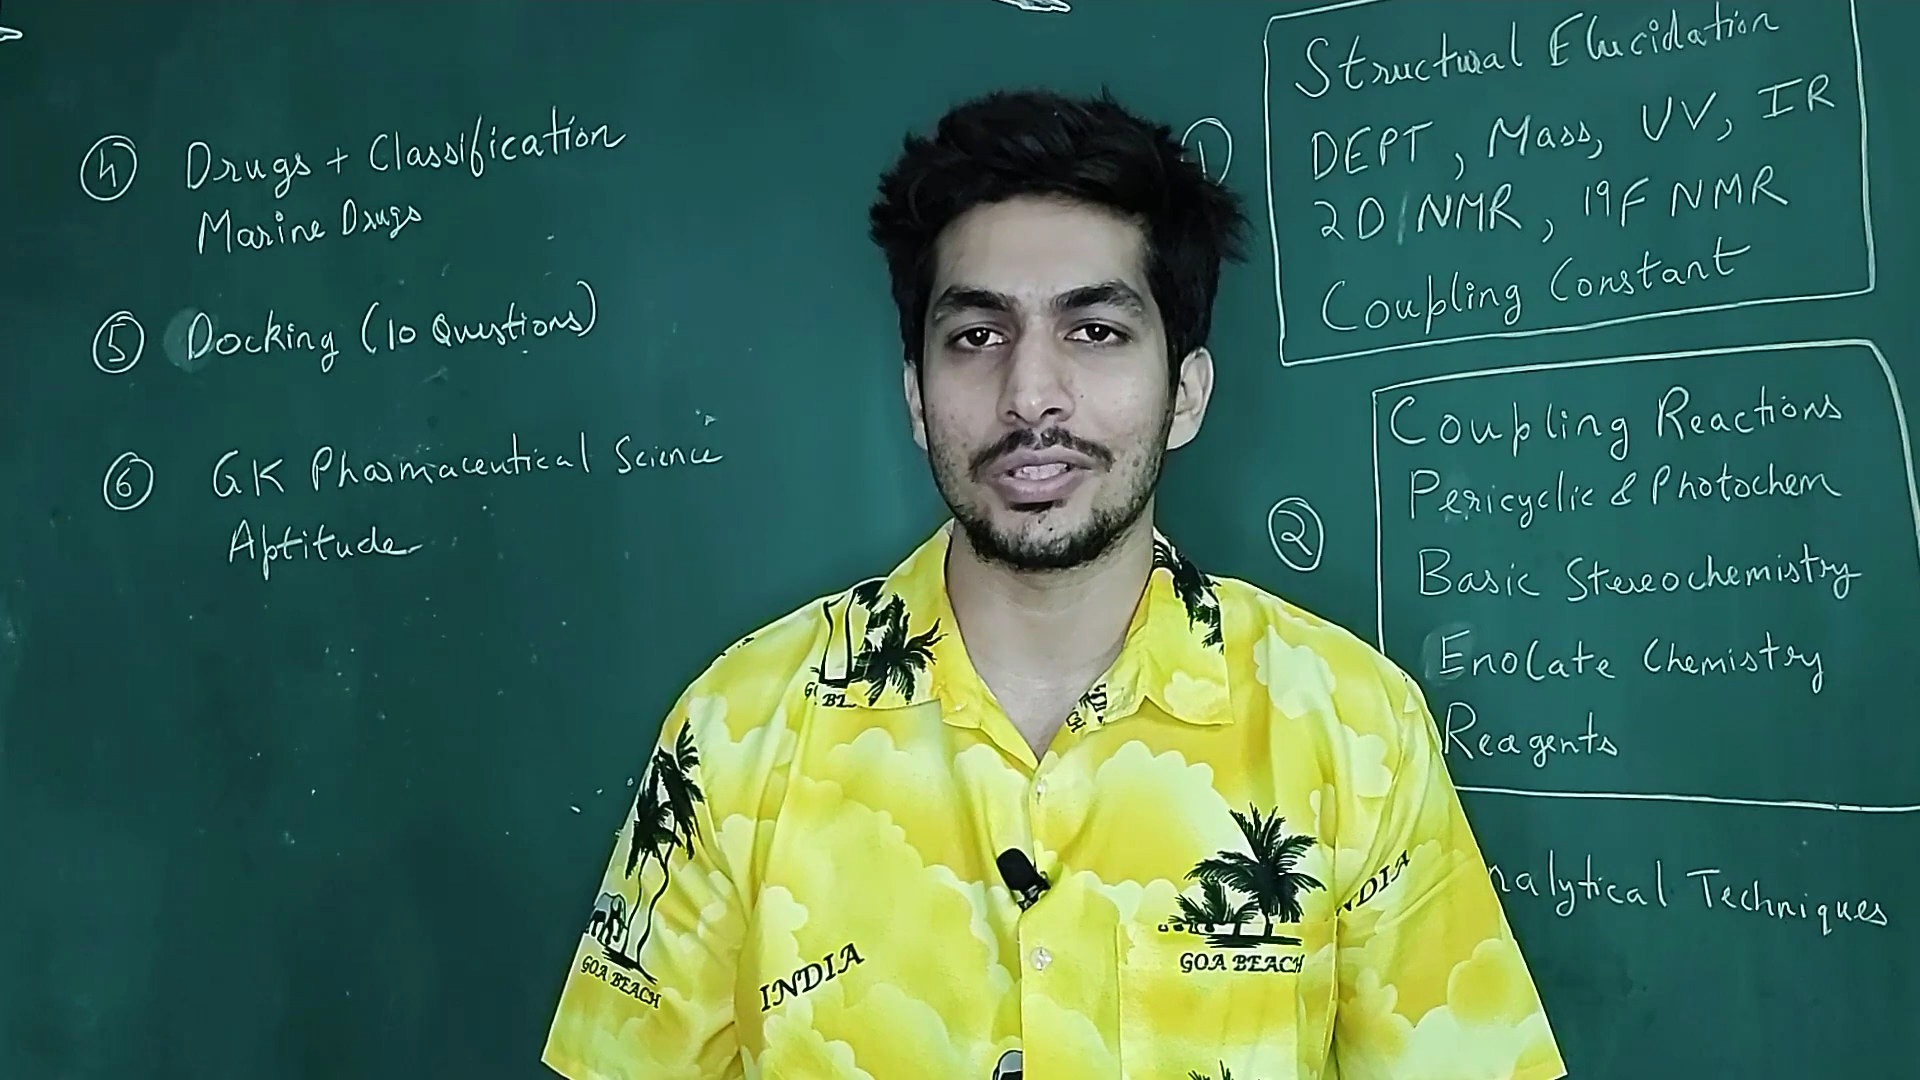 4 Drugs + Classification
Marine Drugs
5 Docking (10 Questions)
6 GK Pharmaceutical Science
Aptitude
1 Structural Elucidation
DEPT, Mass, UV, IR
2D NMR, 19F NMR
Coupling Constant
2 Coupling Reactions
Pericyclic & Photochem
Basic Stereochemistry
Enolate Chemistry
Reagents
nalytical Techniques
GOA BEACH
INDIA
GOA BEACH
NDIA